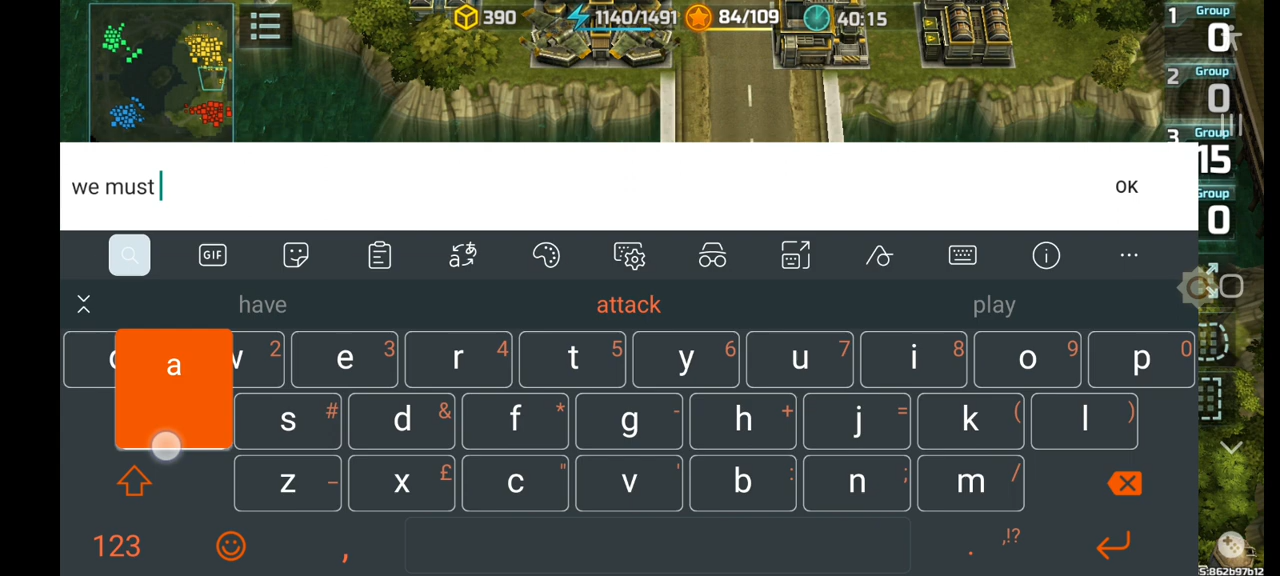 390 1140/1491 84/109 40:15
1 Group
0
2 Group
0
3 Group
15
Group
0
we must
OK
GIF
have attack play
2 e 3 r 4 t 5 y 6 u 7 i 8 o 9 p 0
a s # d & f * g - h + j = k ( l )
z _ x £ c " v ' b : n ; m /
123 , . ,!?
S:862b97b12